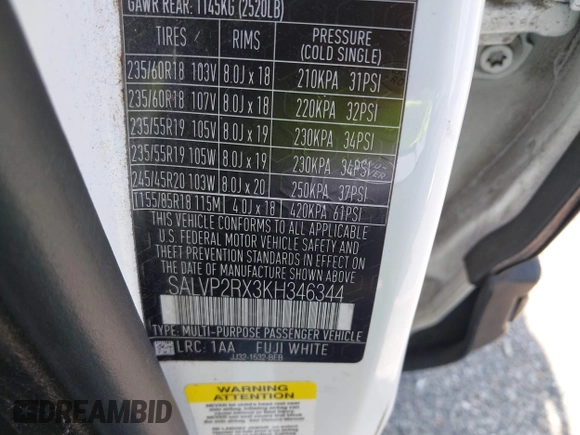 GAWR REAR: 1145KG (2520LB)
TIRES RIMS PRESSURE (COLD SINGLE)
235/60R18 103V 8.0J x 18 210KPA 31PSI
235/60R18 107V 8.0J x 18 220KPA 32PSI
235/55R19 105V 8.0J x 19 230KPA 34PSI
235/55R19 105W 8.0J x 19 230KPA 34PSI
245/45R20 103W 8.0J x 20 250KPA 37PSI
T155/85R18 115M 4.0J x 18 420KPA 61PSI
THIS VEHICLE CONFORMS TO ALL APPLICABLE
U.S. FEDERAL MOTOR VEHICLE SAFETY AND
THEFT PREVENTION STANDARDS IN EFFECT ON
THE DATE OF MANUFACTURE SHOWN ABOVE
SALVP2RX3KH346344
TYPE: MULTI-PURPOSE PASSENGER VEHICLE
LRC: 1AA FUJI WHITE
JJ32-1532-BFB
WARNING
ATTENTION
DREAMBID